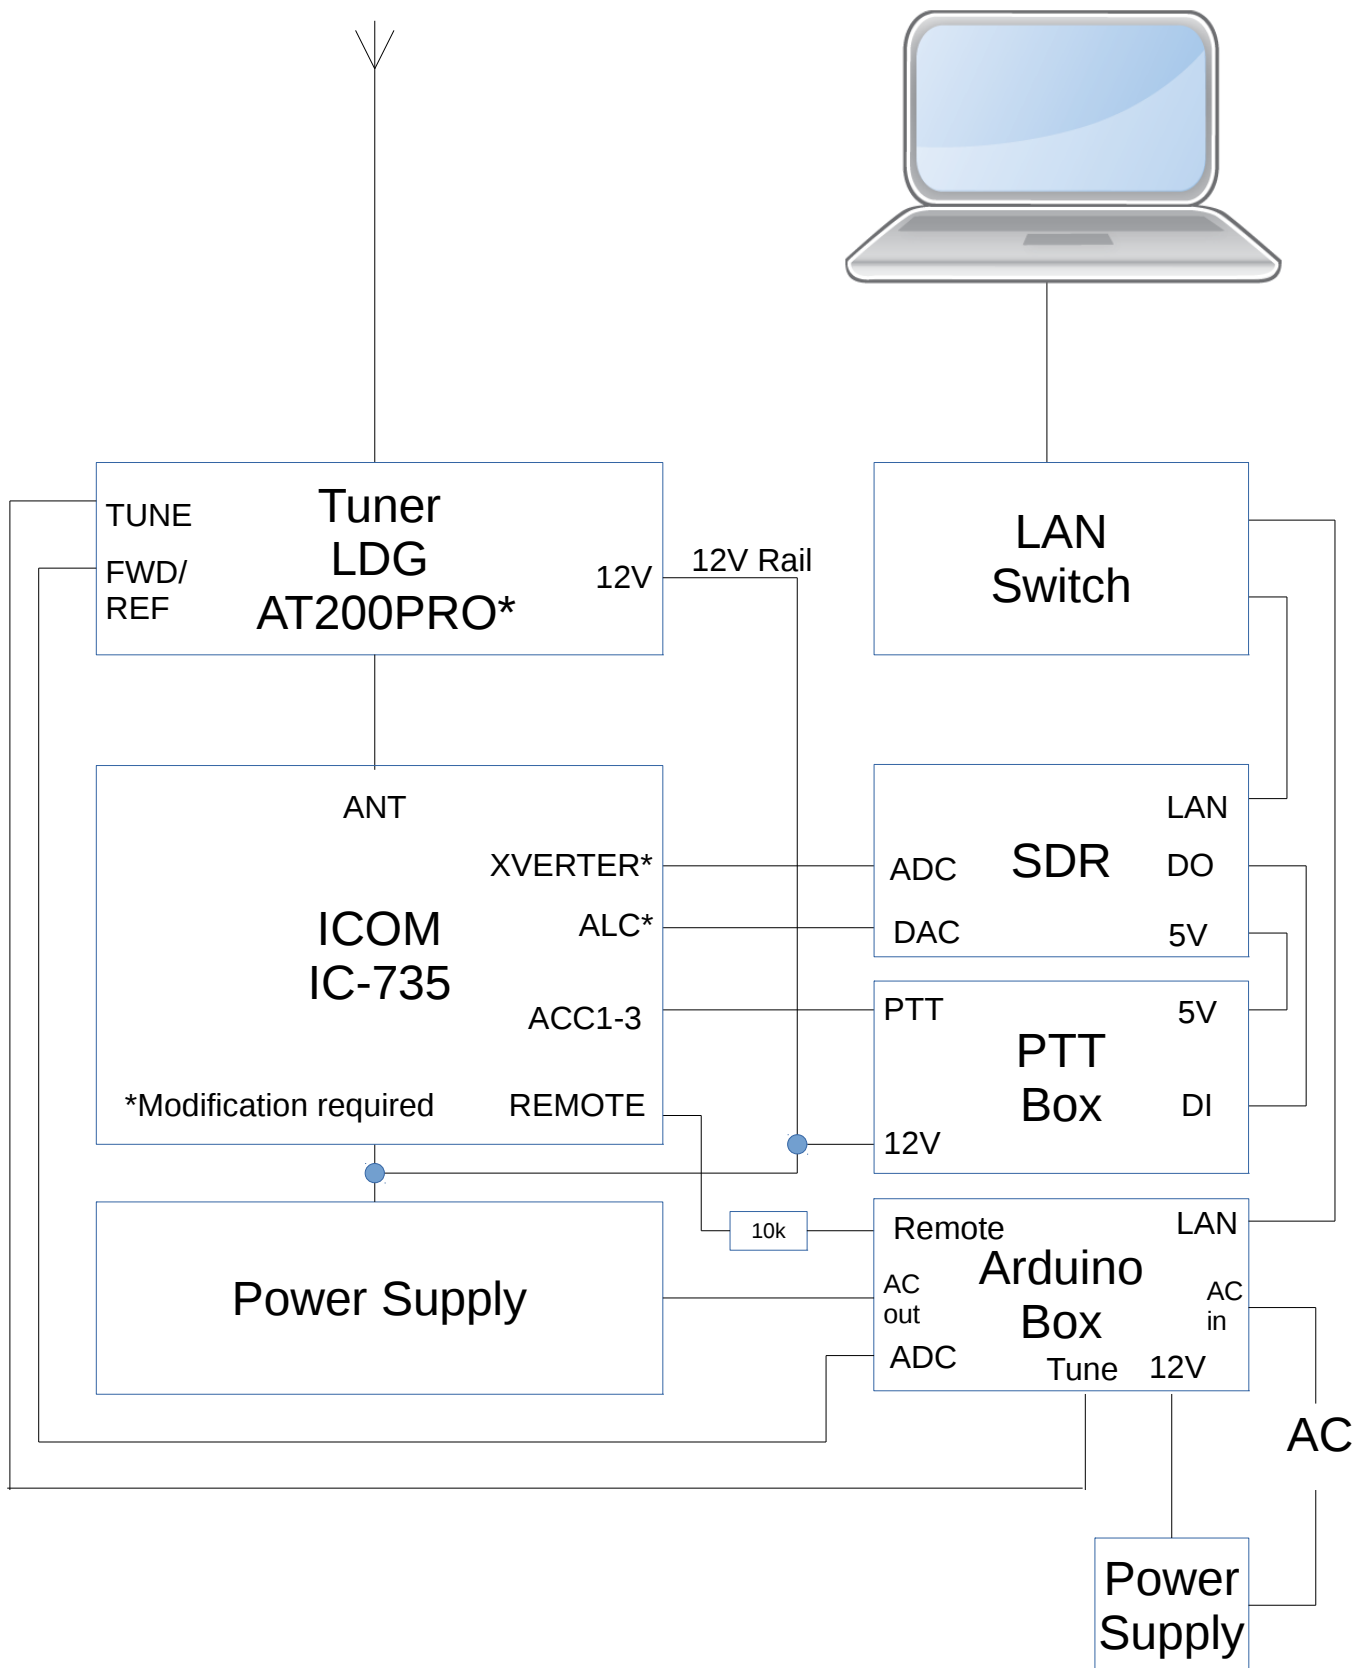 TUNE
FWD/
REF
Tuner
LDG
AT200PRO*
12V
12V Rail
LAN
Switch
ANT
XVERTER*
ALC*
ICOM
IC-735
ACC1-3
*Modification required
REMOTE
LAN
ADC
SDR
DO
DAC
5V
PTT
5V
PTT
Box
DI
12V
10k
Remote
LAN
Arduino
Box
AC
out
AC
in
ADC
Tune
12V
Power Supply
AC
Power
Supply